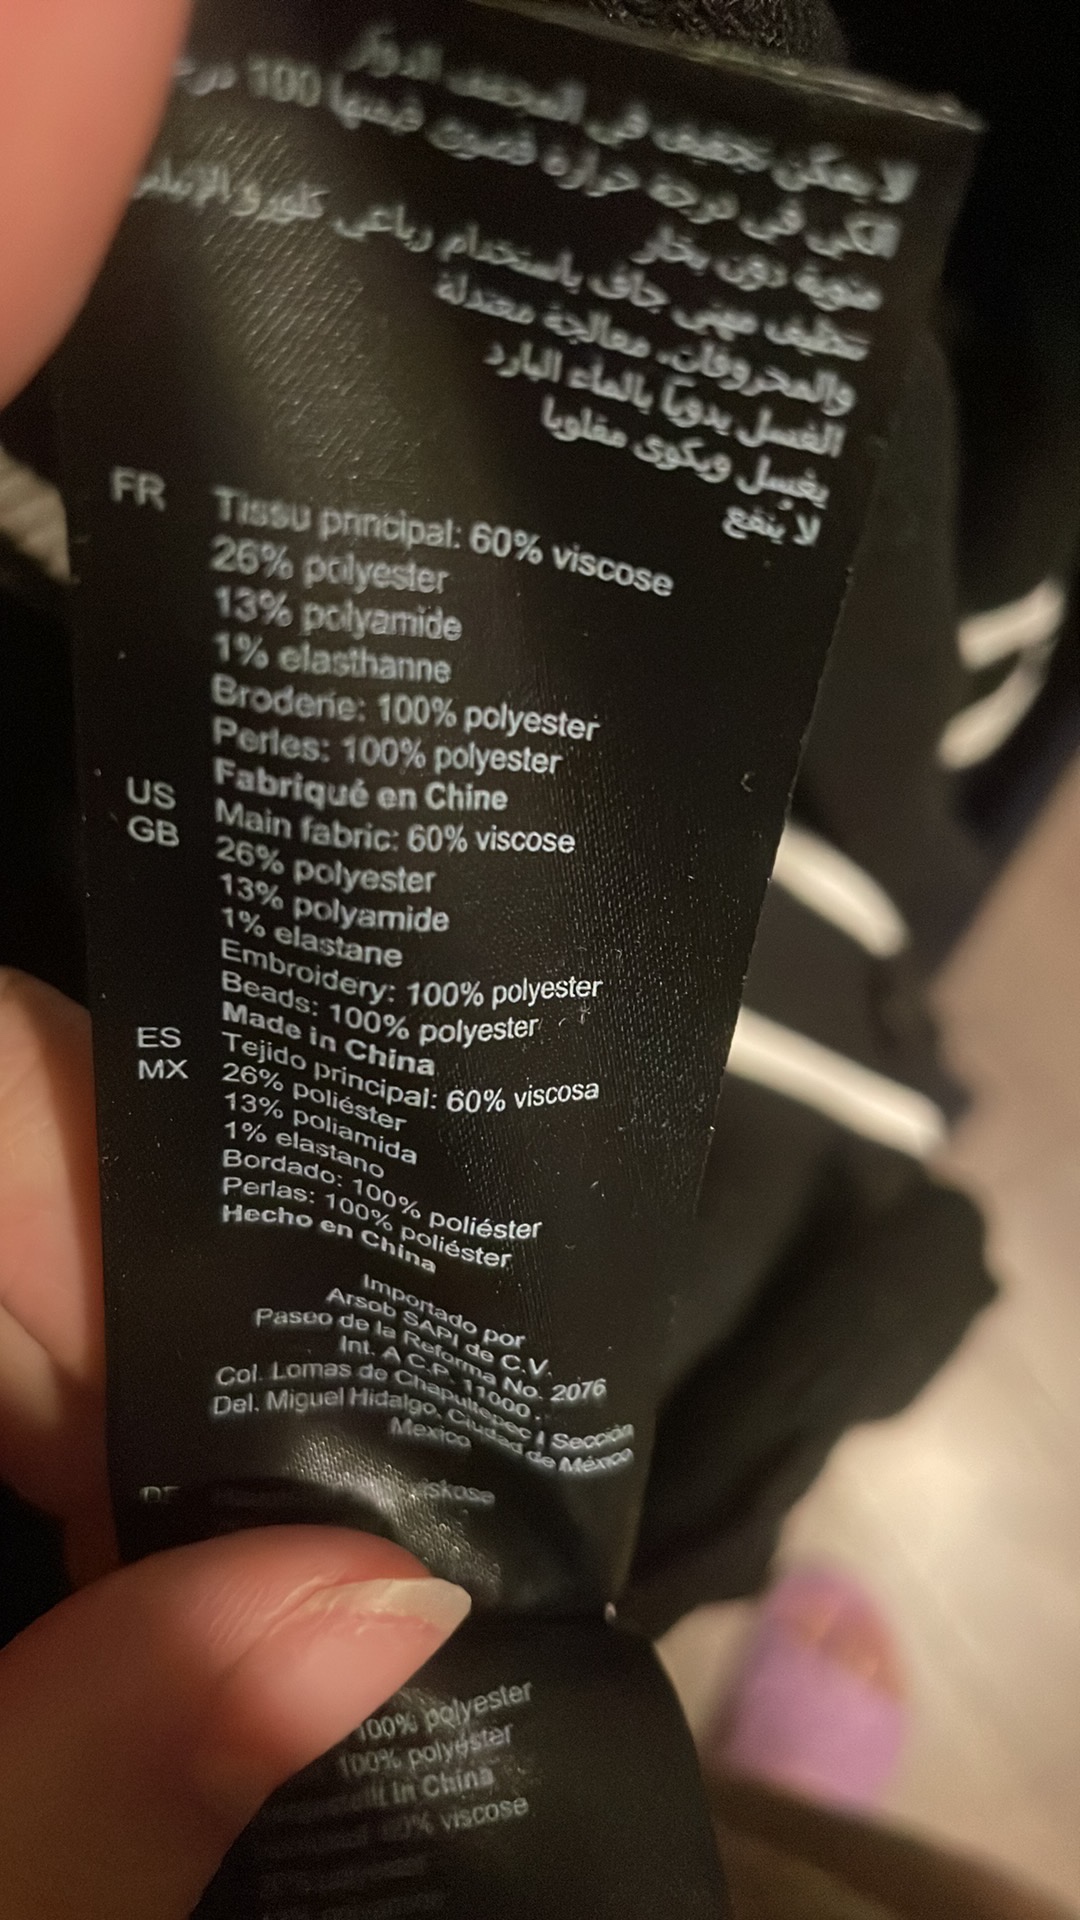 لا يمكن تجفيف في المجفف الدوار
الكي في درجة حرارة قصوى قيمتها 100 درجة
مئوية دون بخار
تنظيف مهني جاف باستخدام رباعي كلورو الإيثيلين
والمحروقات. معالجة معتدلة
الغسل يدويًا بالماء البارد
يغسل ويكوى مقلوبا
لا ينقع
FR Tissu principal: 60% viscose
26% polyester
13% polyamide
1% elasthanne
Broderie: 100% polyester
Perles: 100% polyester
Fabriqué en Chine
US GB Main fabric: 60% viscose
26% polyester
13% polyamide
1% elastane
Embroidery: 100% polyester
Beads: 100% polyester
Made in China
ES MX Tejido principal: 60% viscosa
26% poliéster
13% poliamida
1% elastano
Bordado: 100% poliéster
Perlas: 100% poliéster
Hecho en China
Importado por
Arsob SAPI de C.V.
Paseo de la Reforma No. 2076
Int. A C.P. 11000.
Col. Lomas de Chapultepec I Sección
Del. Miguel Hidalgo, Ciudad de México
Mexico
100% polyester
100% polyester
in China
viscose